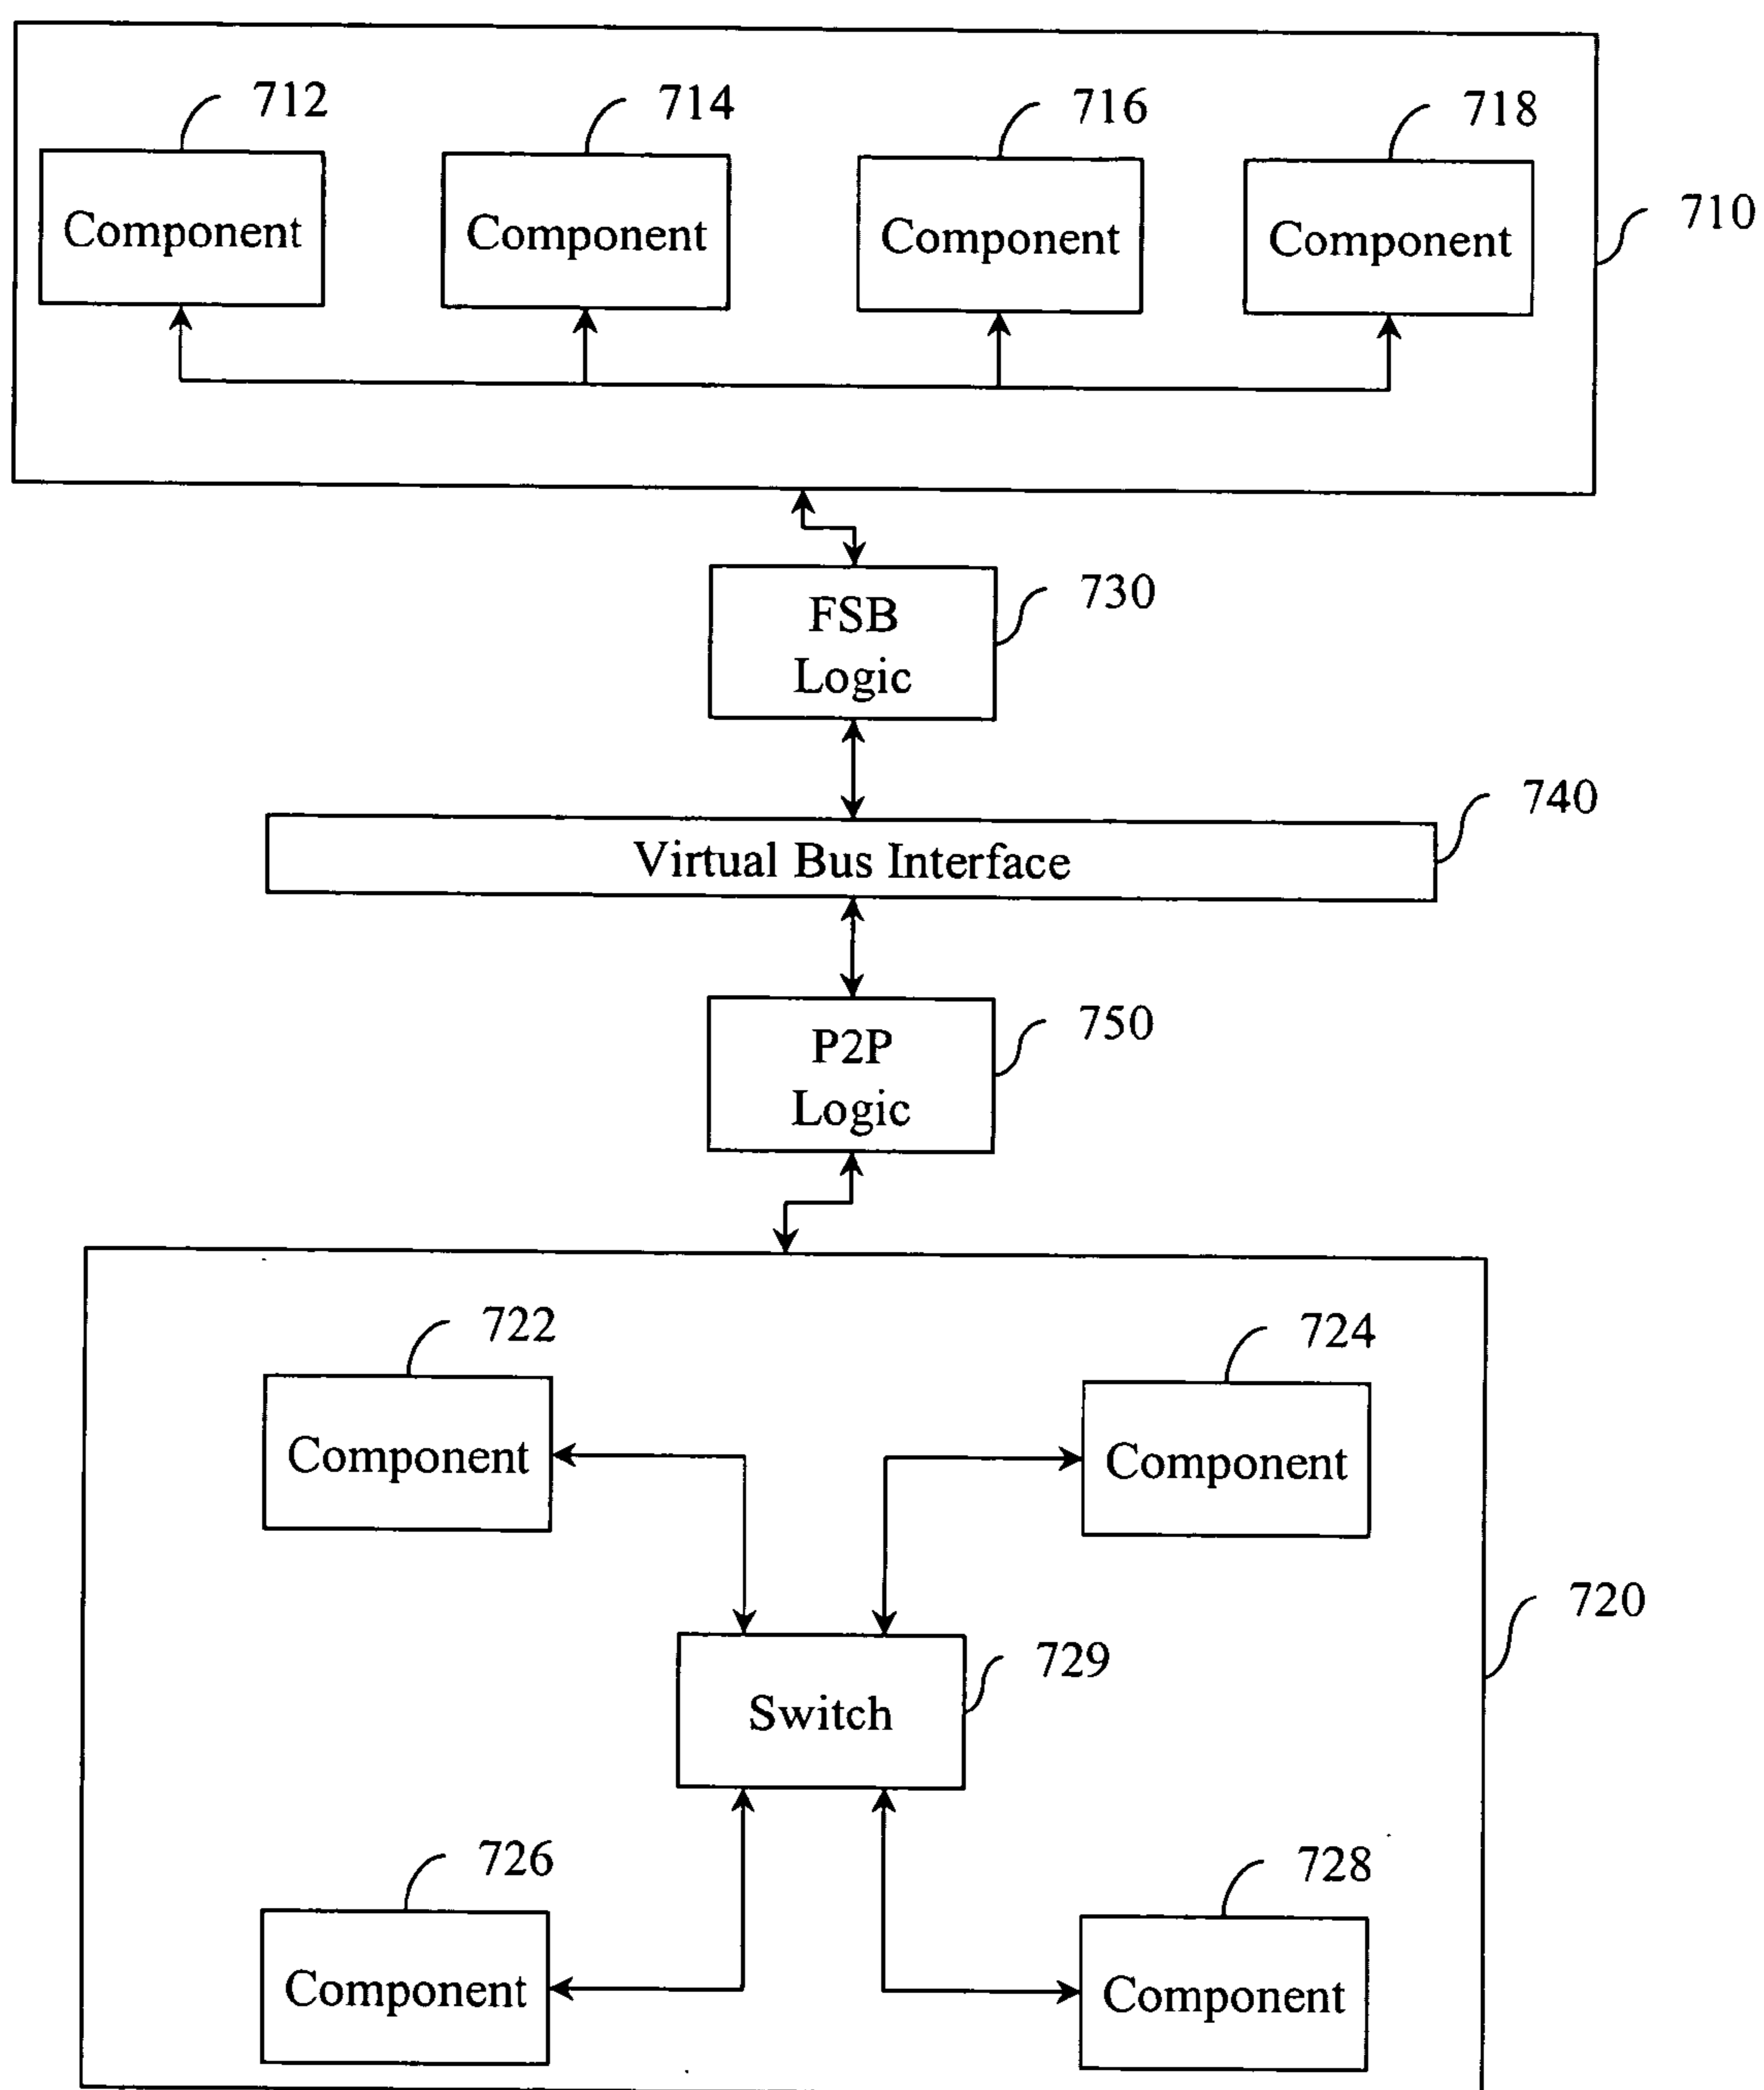 712
714
716
718
Component
Component
Component
Component
710
FSB
Logic
730
740
Virtual Bus Interface
P2P
Logic
750
722
724
Component
Component
720
729
Switch
726
728
Component
Component